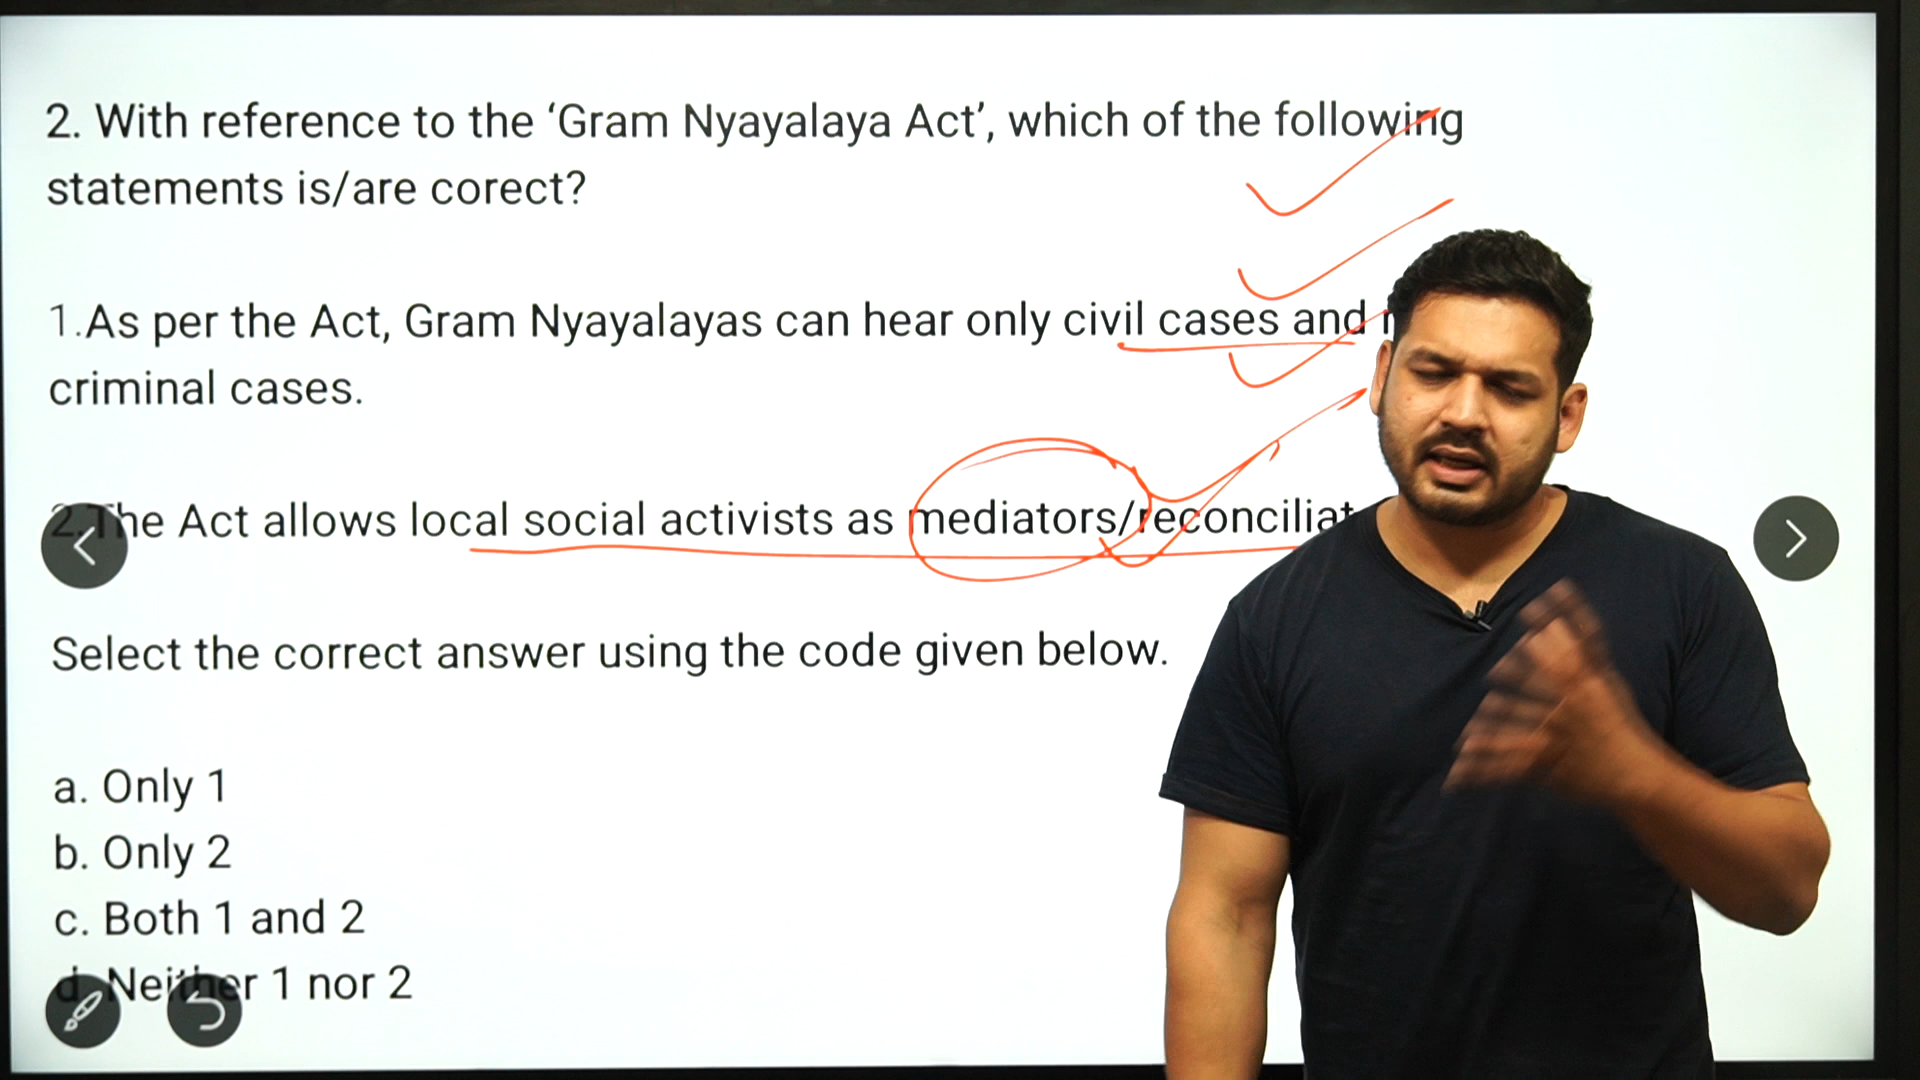 2. With reference to the ‘Gram Nyayalaya Act’, which of the following
statements is/are corect?
1.As per the Act, Gram Nyayalayas can hear only civil cases and
criminal cases.
2.The Act allows local social activists as mediators/
Select the correct answer using the code given below.
a. Only 1
b. Only 2
c. Both 1 and 2
d. Neither 1 nor 2